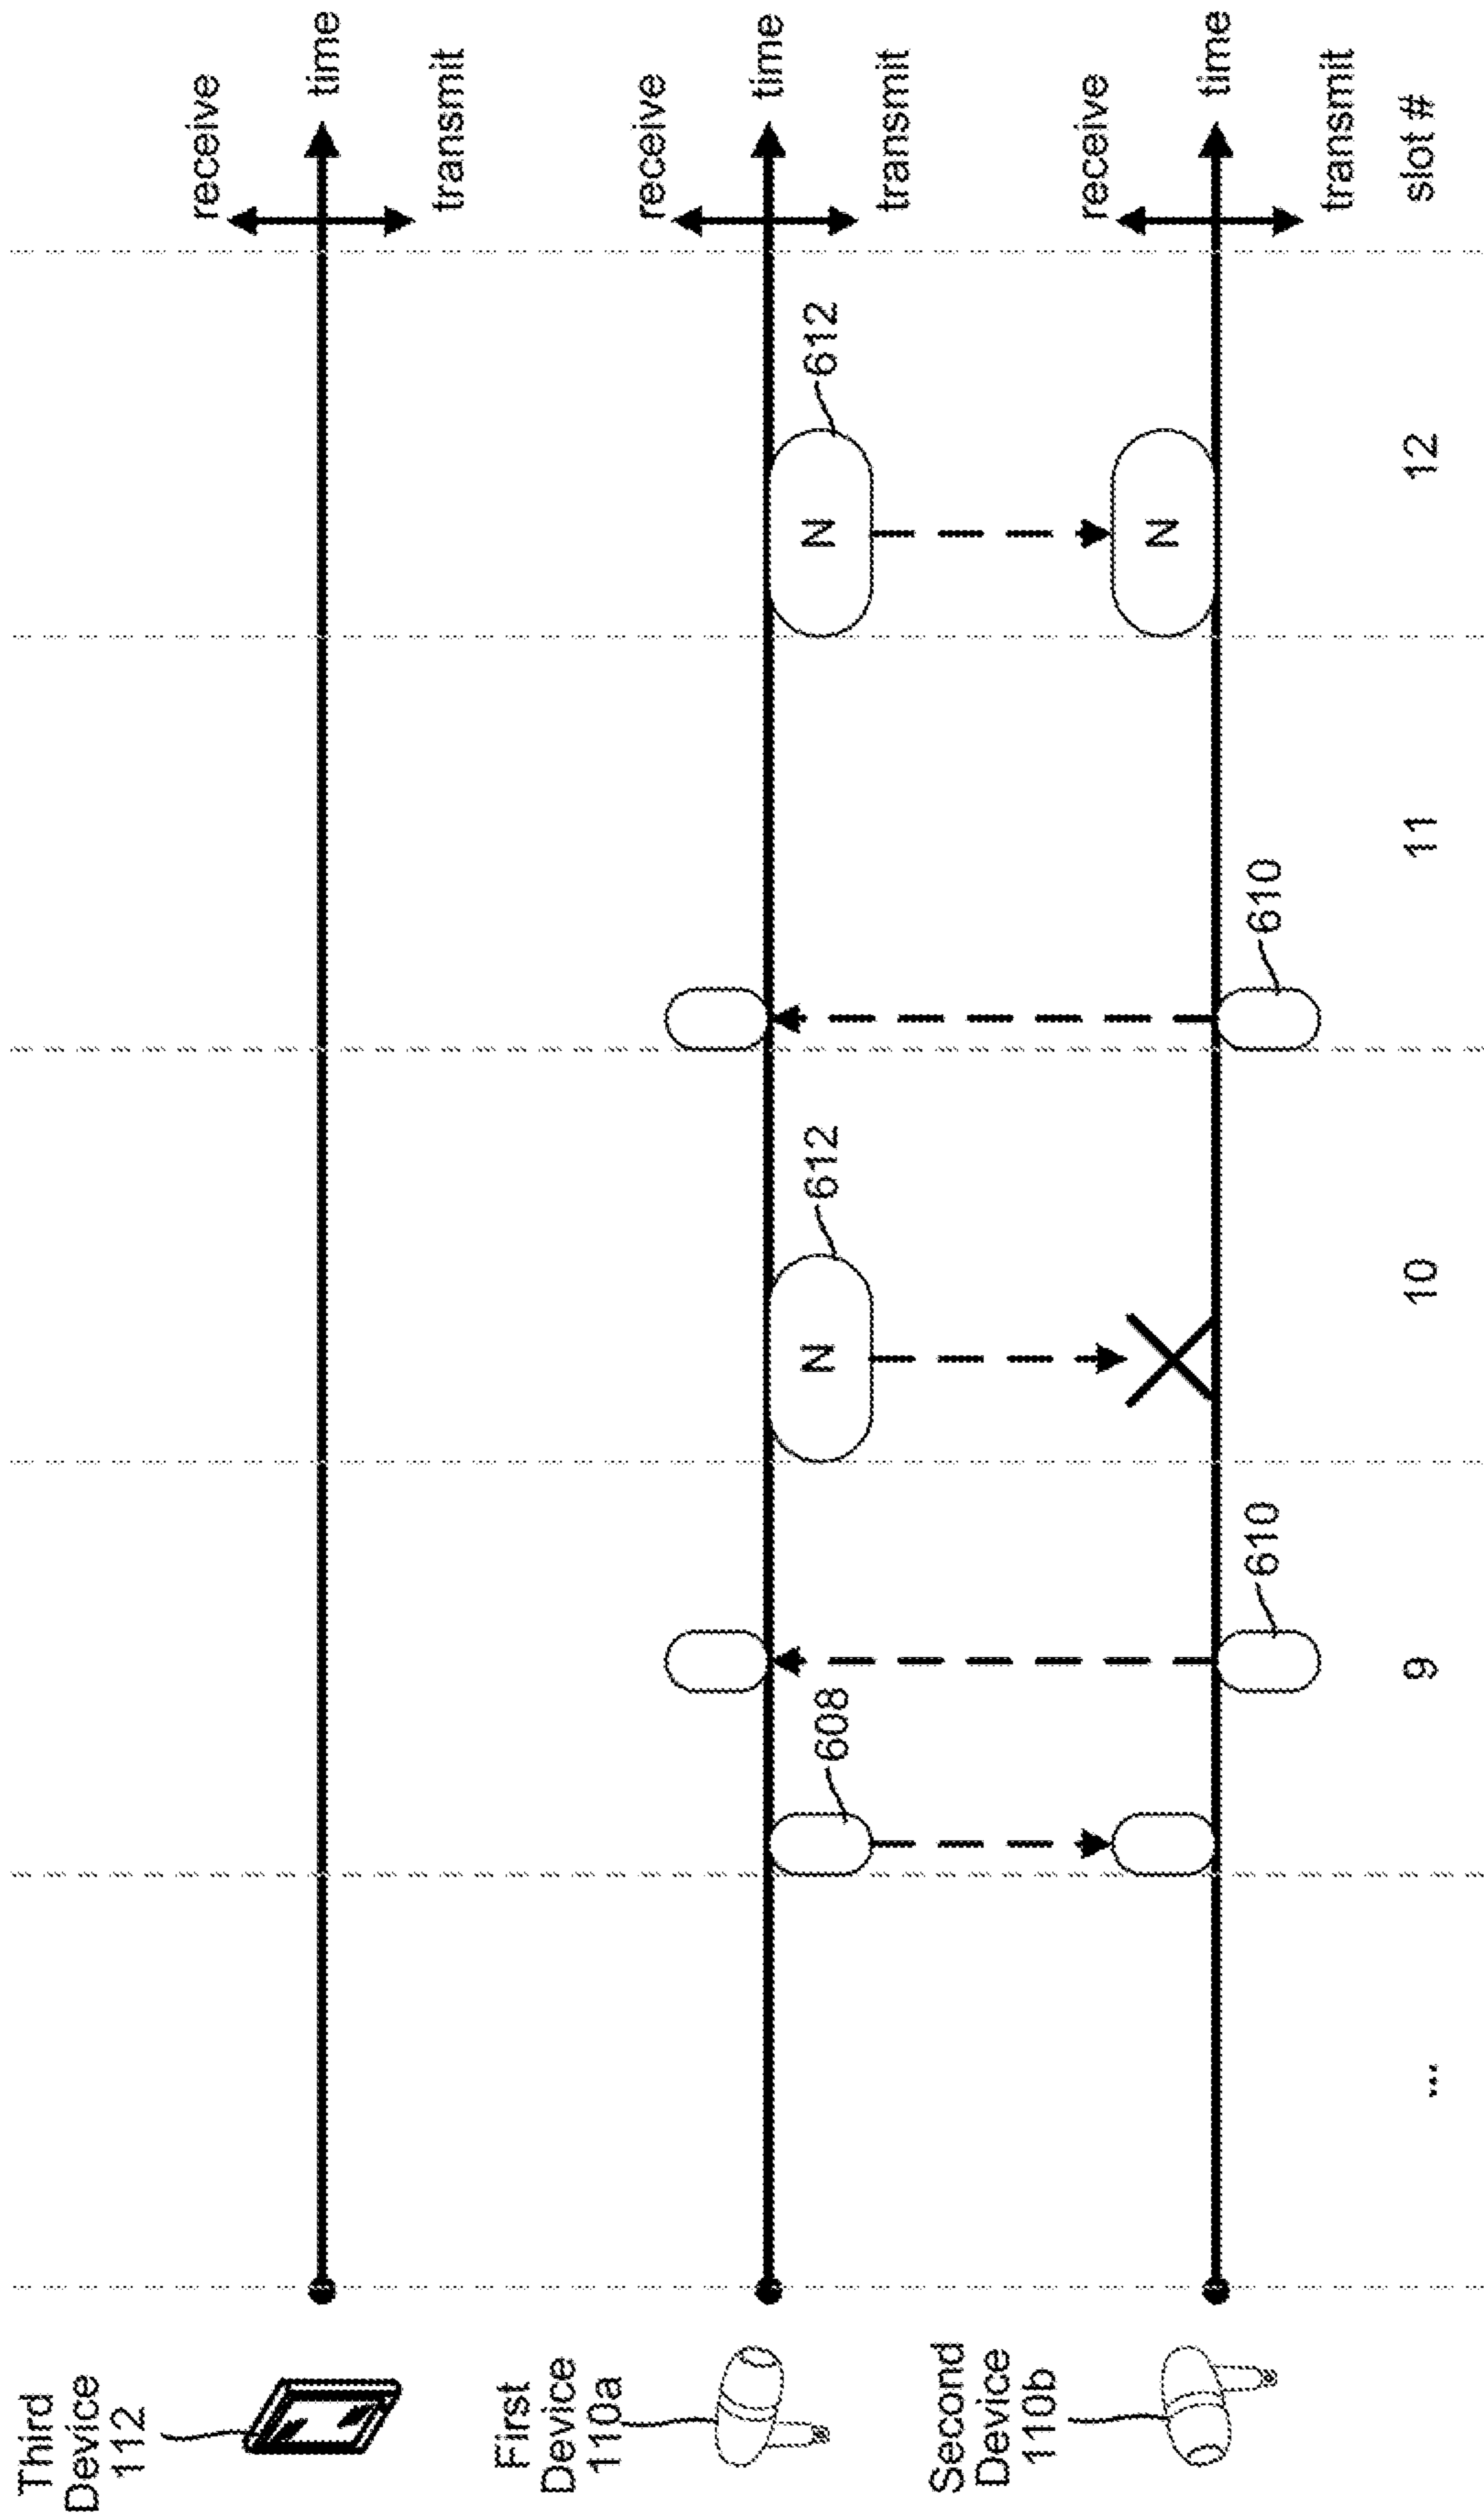 Third
Device
112
receive
time
transmit
First
Device
110a
receive
time
transmit
608
610
612
N
N
612
N
610
Second
Device
110b
receive
time
transmit
...
9
10
11
12
slot #